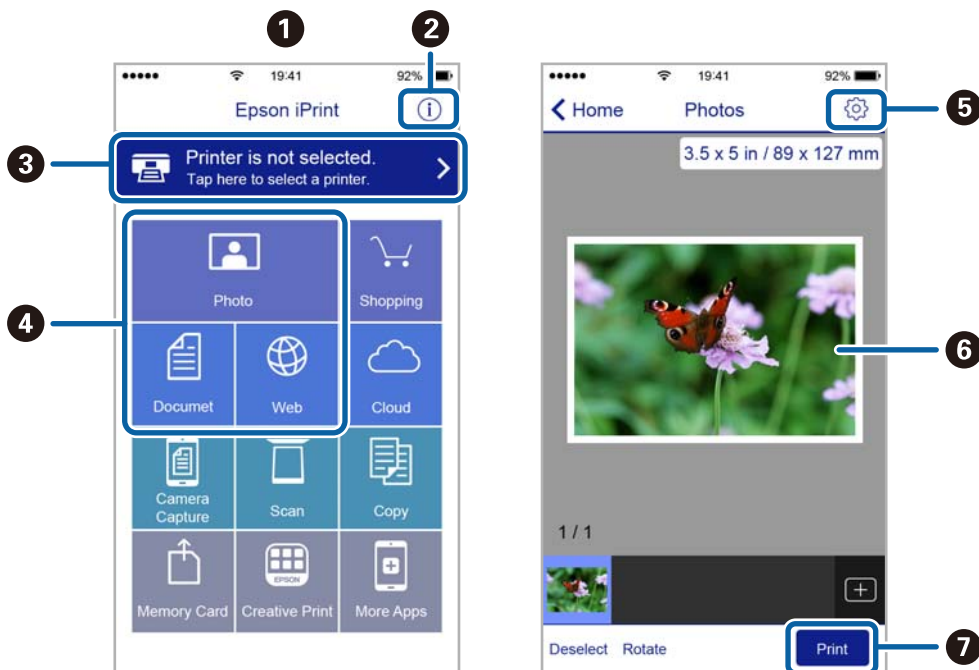 1
2
19:41
92%
Epson iPrint
i
3
Printer is not selected.
Tap here to select a printer.
4
Photo
Shopping
Documet
Web
Cloud
Camera
Capture
Scan
Copy
EPSON
Memory Card
Creative Print
More Apps
19:41
92%
Home
Photos
5
3.5 x 5 in / 89 x 127 mm
6
1 / 1
Deselect
Rotate
Print
7